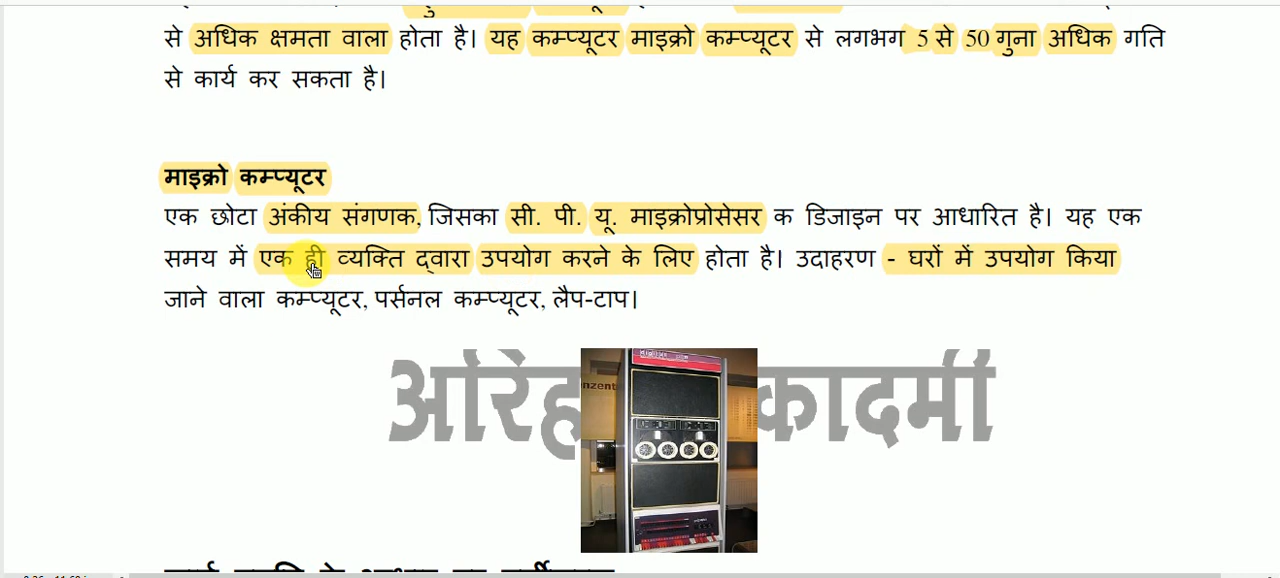 से अधिक क्षमता वाला होता है। यह कम्प्यूटर माइक्रो कम्प्यूटर से लगभग 5 से 50 गुना अधिक गति
से कार्य कर सकता है।
माइक्रो कम्प्यूटर
एक छोटा अंकीय संगणक, जिसका सी. पी. यू. माइक्रोप्रोसेसर क डिजाइन पर आधारित है। यह एक
समय में एक ही व्यक्ति द्वारा उपयोग करने के लिए होता है। उदाहरण - घरों में उपयोग किया
जाने वाला कम्प्यूटर, पर्सनल कम्प्यूटर, लैप-टाप।